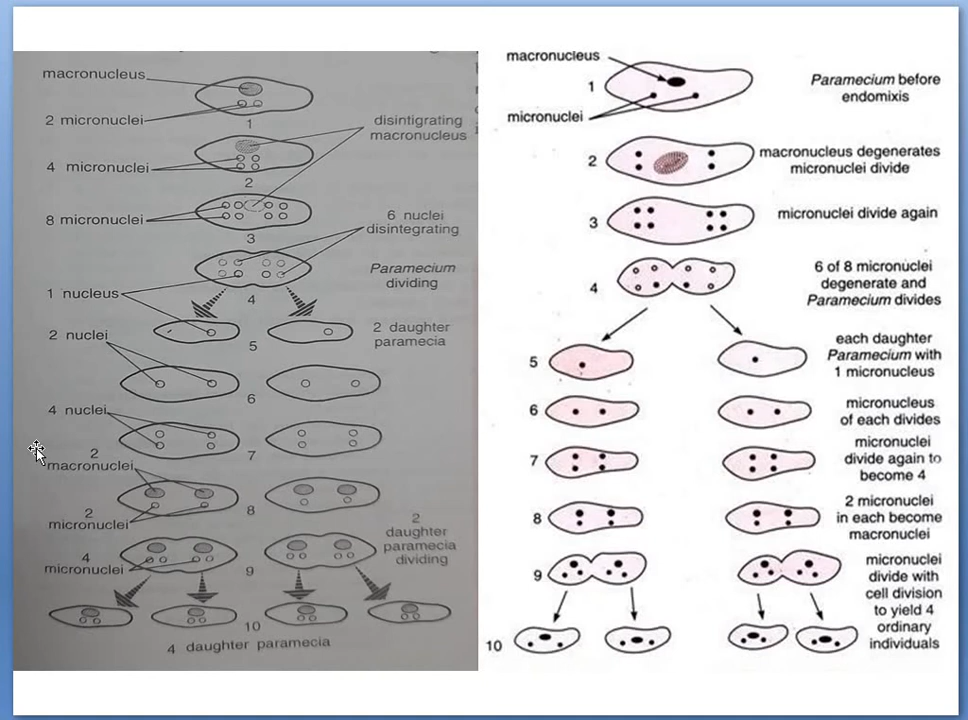 macronucleus
2 micronuclei
1
disintigrating
macronucleus
4 micronuclei
2
8 micronuclei
3
6 nuclei
disintegrating
Paramecium
dividing
1 nucleus
4
2 daughter
paramecia
5
2 nuclei
6
4 nuclei
7
2
macronuclei
2
micronuclei
8
2
daughter
paramecia
dividing
4
micronuclei
9
10
4 daughter paramecia
macronucleus
1
micronuclei
Paramecium before
endomixis
2
macronucleus degenerates
micronuclei divide
3
micronuclei divide again
4
6 of 8 micronuclei
degenerate and
Paramecium divides
5
each daughter
Paramecium with
1 micronucleus
6
micronucleus
of each divides
7
micronuclei
divide again to
become 4
8
2 micronuclei
in each become
macronuclei
9
micronuclei
divide with
cell division
to yield 4
ordinary
individuals
10